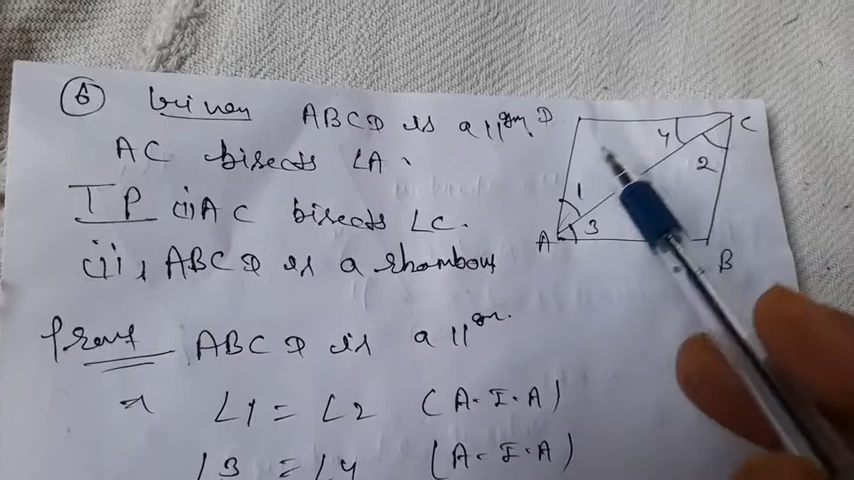 6 Given ABCD is a ||gm.
AC bisects ∠A.
TP (i) AC bisects ∠C.
(ii) ABCD is a rhombus
D C
4
2
1
3
A B
Proof ABCD is a ||gm.
∠1 = ∠2 (A.I.A)
∠3 = ∠4 (A.I.A)